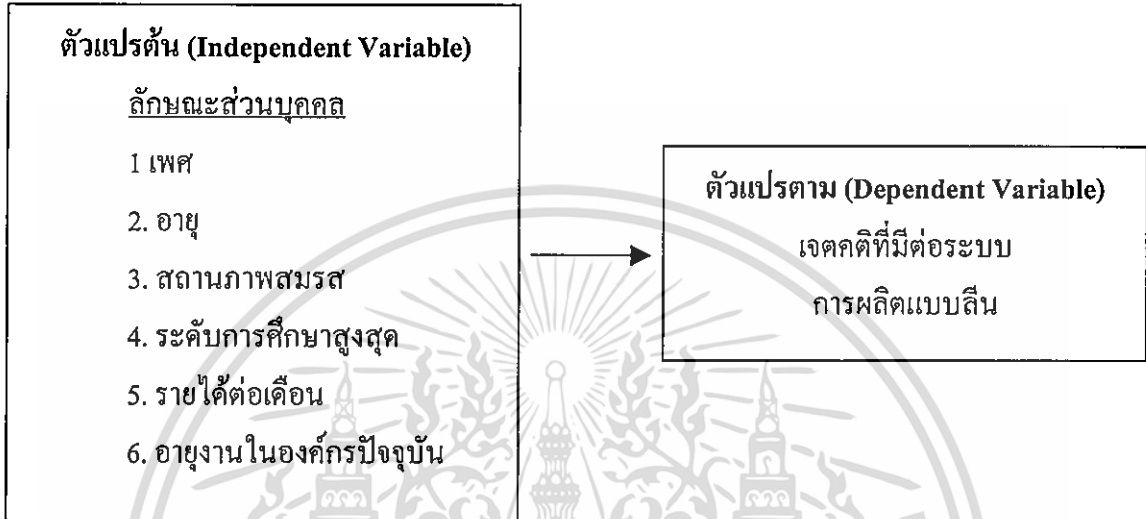 ตัวแปรต้น (Independent Variable)
ลักษณะส่วนบุคคล
1 เพศ
2. อายุ
3. สถานภาพสมรส
4. ระดับการศึกษาสูงสุด
5. รายได้ต่อเดือน
6. อายุงานในองค์กรปัจจุบัน
ตัวแปรตาม (Dependent Variable)
เจตคติที่มีต่อระบบ
การผลิตแบบลีน